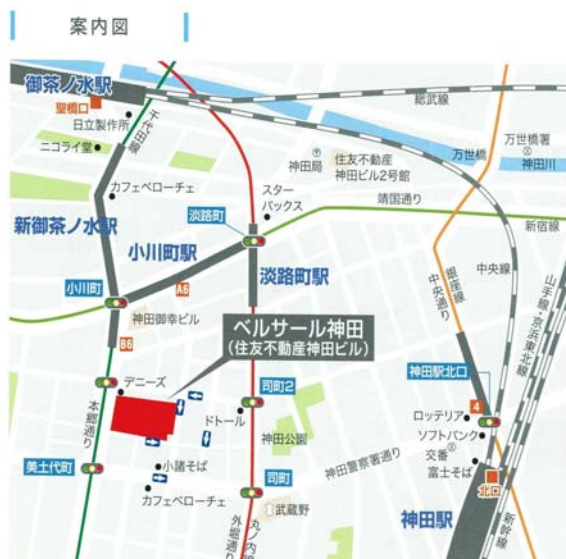 案内図
御茶ノ水駅
聖橋口
日立製作所
ニコライ堂
千代田線
カフェベローチェ
新御茶ノ水駅
総武線
万世橋署
神田川
万世橋
神田局
住友不動産
神田ビル2号館
スター
バックス
靖国通り
新宿線
淡路町
小川町駅
淡路町駅
小川町
A6
神田御幸ビル
B6
ベルサール神田
(住友不動産神田ビル)
銀座線
中央通り
中央線
山手線・京浜東北線
神田駅北口
デニーズ
本郷通り
司町2
ドトール
神田公園
4
ロッテリア
ソフトバンク
交番
富士そば
美土代町
小諸そば
カフェベローチェ
司町
神田警察署通り
武蔵野
丸ノ内線
外堀通り
北口
神田駅
新幹線